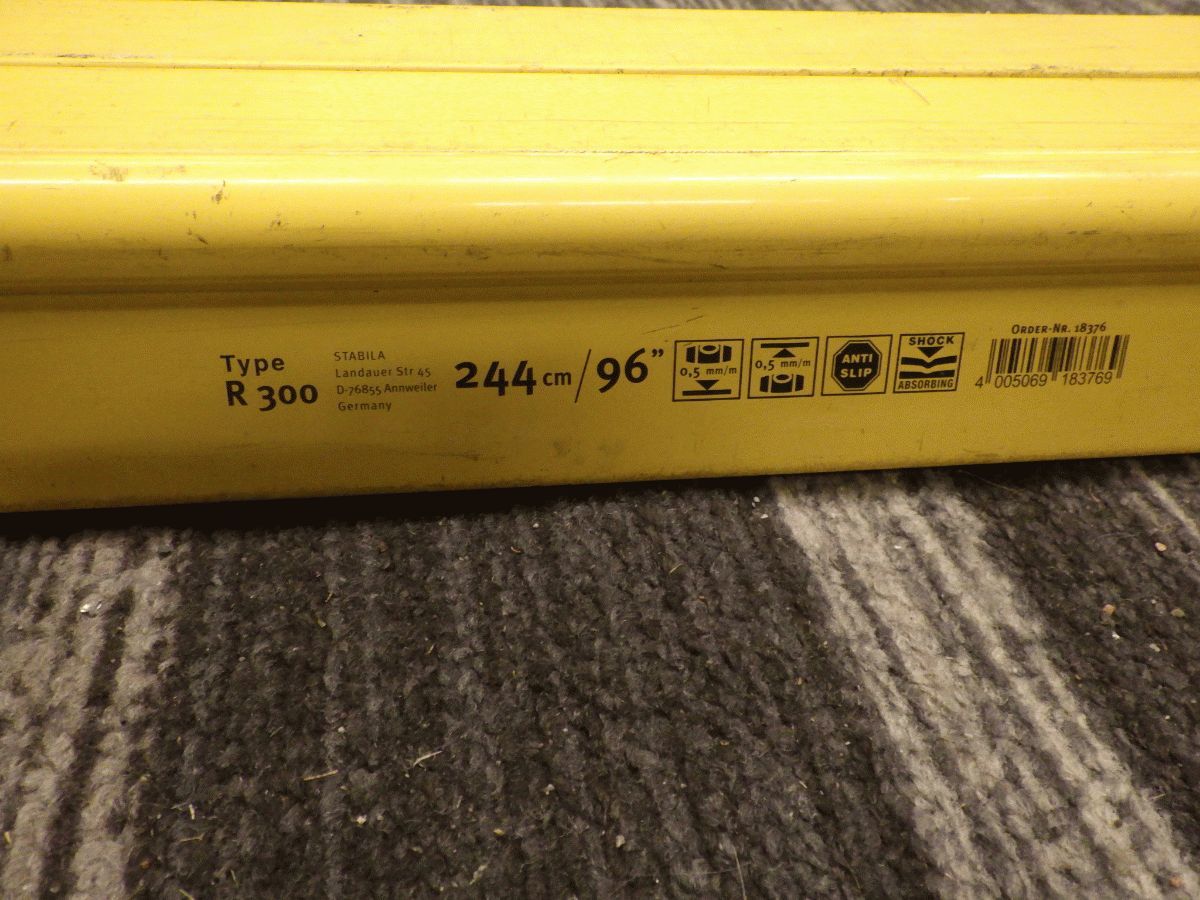 Type
R 300
STABILA
Landauer Str 45
D-76855 Annweiler
Germany
244 cm / 96”
0,5 mm/m
0,5 mm/m
ANTI
SLIP
SHOCK
ABSORBING
Order-Nr. 18376
4 005069 183769